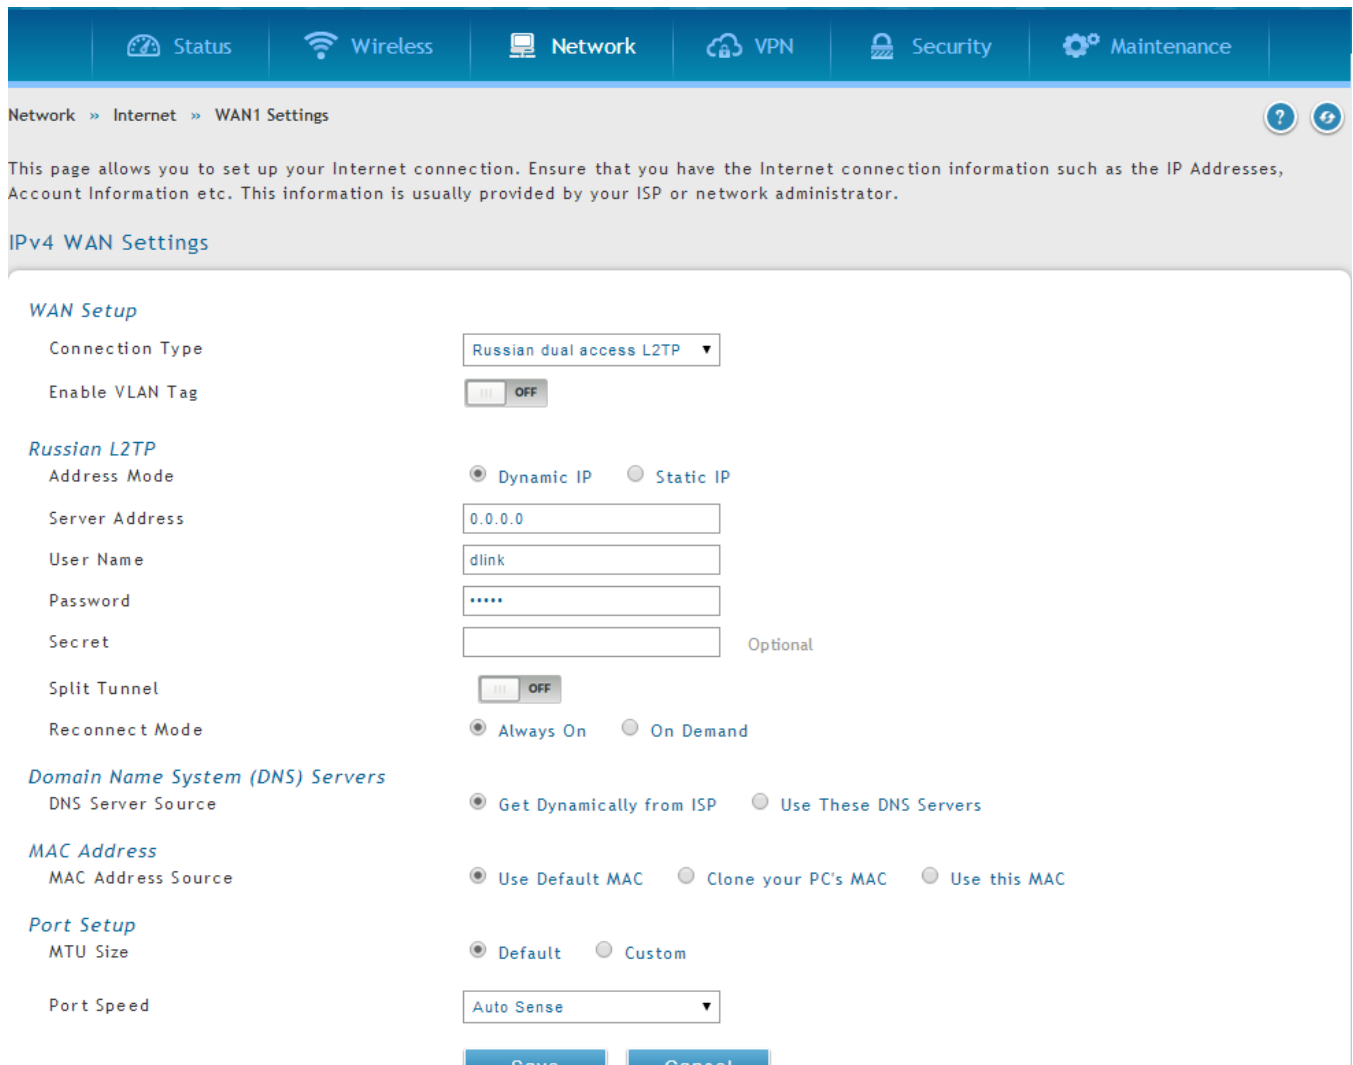 Status Wireless Network VPN Security Maintenance
Network » Internet » WAN1 Settings
?
This page allows you to set up your Internet connection. Ensure that you have the Internet connection information such as the IP Addresses,
Account Information etc. This information is usually provided by your ISP or network administrator.
IPv4 WAN Settings
WAN Setup
Connection Type Russian dual access L2TP
Enable VLAN Tag OFF
Russian L2TP
Address Mode Dynamic IP Static IP
Server Address 0.0.0.0
User Name dlink
Password •••••
Secret Optional
Split Tunnel OFF
Reconnect Mode Always On On Demand
Domain Name System (DNS) Servers
DNS Server Source Get Dynamically from ISP Use These DNS Servers
MAC Address
MAC Address Source Use Default MAC Clone your PC's MAC Use this MAC
Port Setup
MTU Size Default Custom
Port Speed Auto Sense
Save Cancel